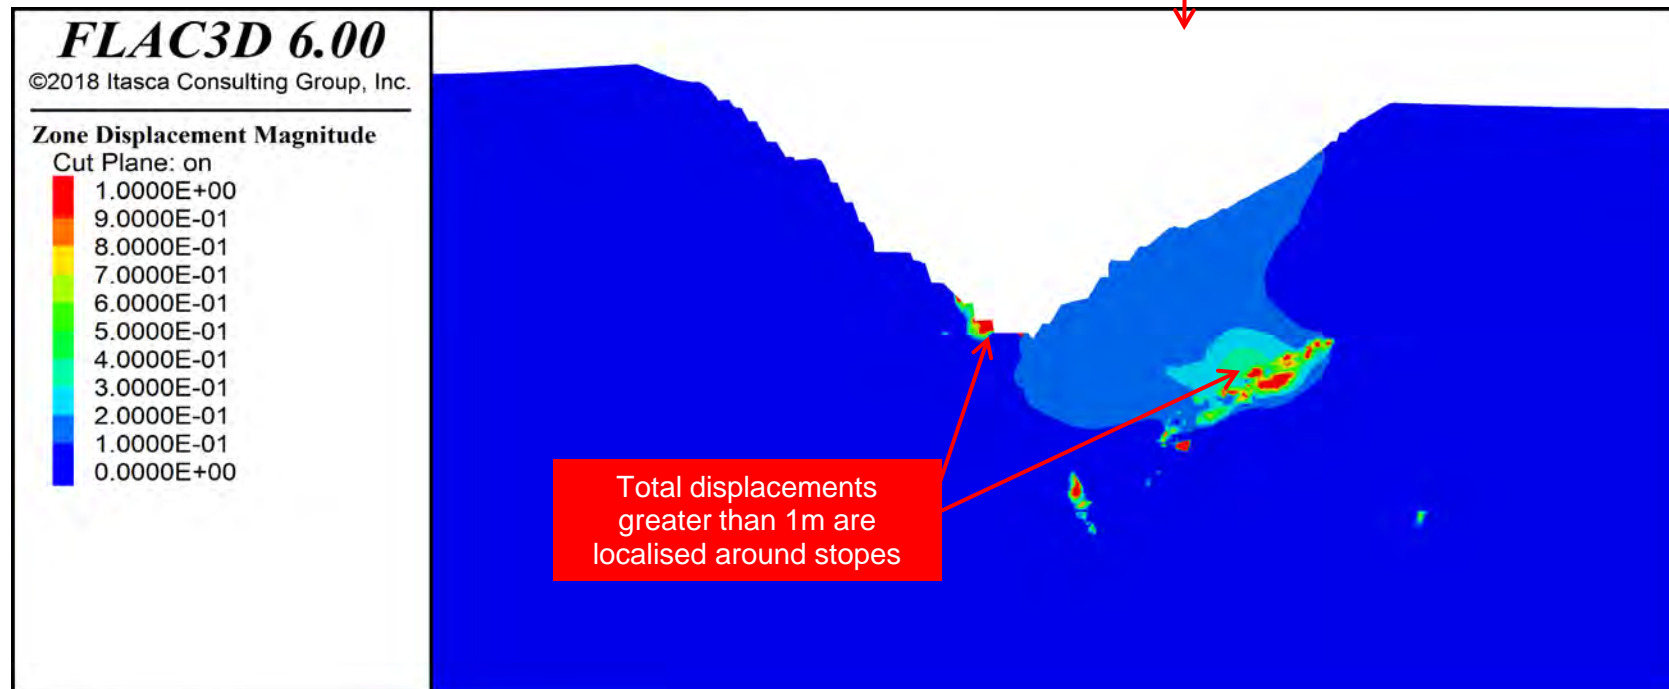 FLAC3D 6.00
©2018 Itasca Consulting Group, Inc.
Zone Displacement Magnitude
Cut Plane: on
1.0000E+00
9.0000E-01
8.0000E-01
7.0000E-01
6.0000E-01
5.0000E-01
4.0000E-01
3.0000E-01
2.0000E-01
1.0000E-01
0.0000E+00
Total displacements
greater than 1m are
localised around stopes